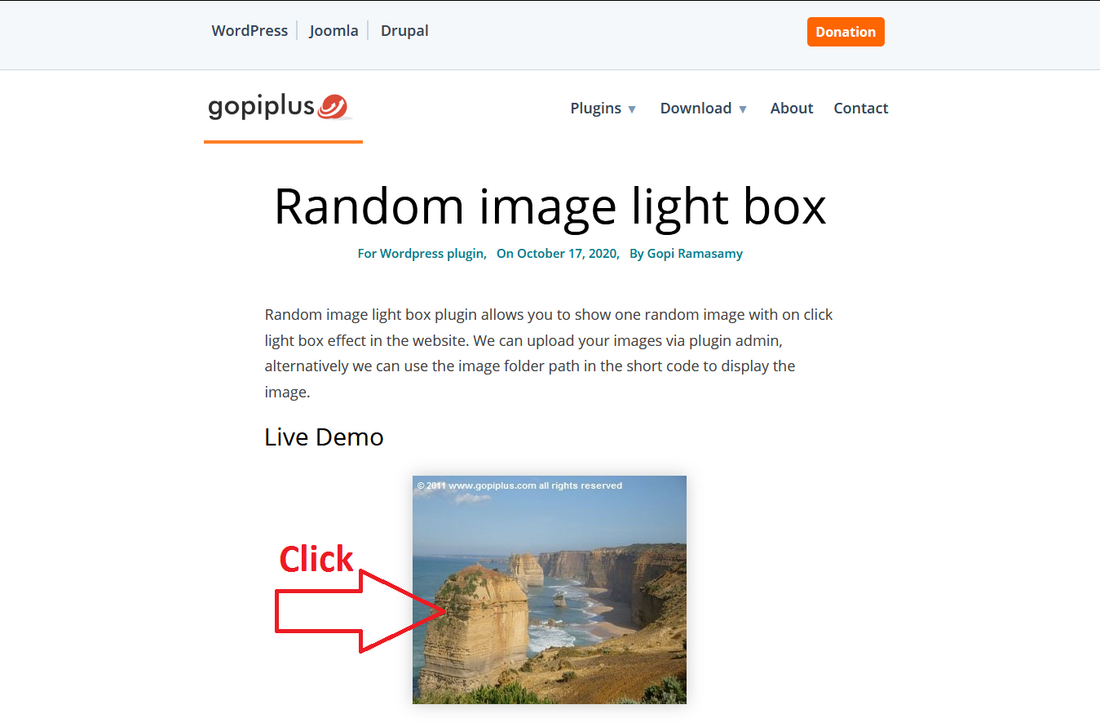 WordPress Joomla Drupal
Donation
gopiplus
Plugins ▼ Download ▼ About Contact
Random image light box
For Wordpress plugin, On October 17, 2020, By Gopi Ramasamy
Random image light box plugin allows you to show one random image with on click
light box effect in the website. We can upload your images via plugin admin,
alternatively we can use the image folder path in the short code to display the
image.
Live Demo
© 2011 www.gopiplus.com all rights reserved
Click